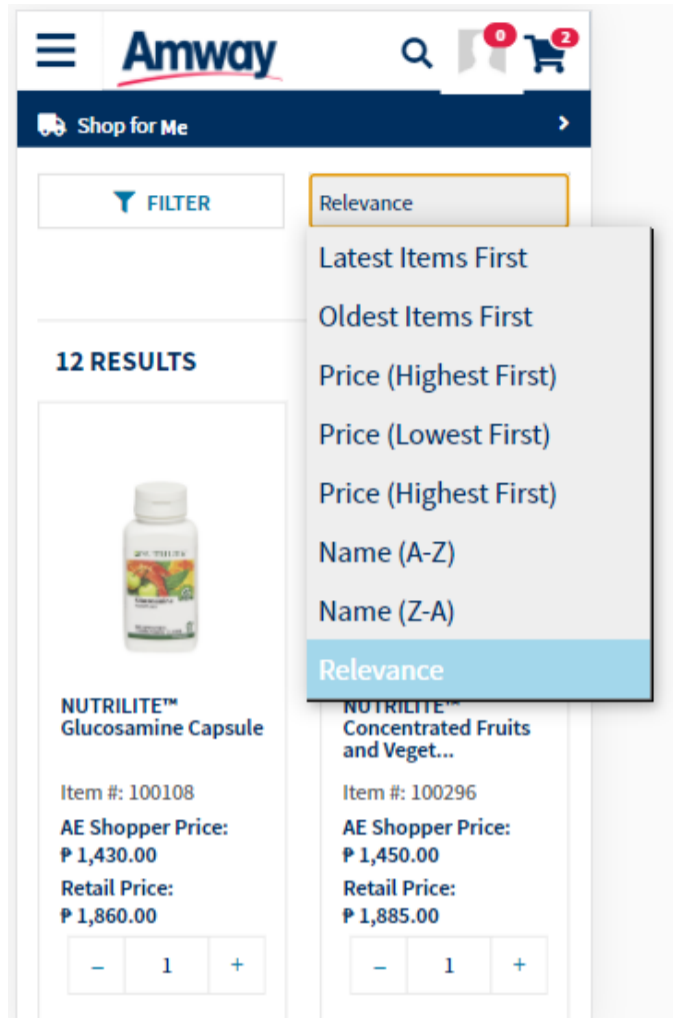 Amway
0
2
Shop for Me
FILTER
Relevance
Latest Items First
Oldest Items First
Price (Highest First)
Price (Lowest First)
Price (Highest First)
Name (A-Z)
Name (Z-A)
Relevance
12 RESULTS
NUTRILITE™
Glucosamine Capsule
Item #: 100108
AE Shopper Price:
₱ 1,430.00
Retail Price:
₱ 1,860.00
– 1 +
NUTRILITE™
Concentrated Fruits
and Veget...
Item #: 100296
AE Shopper Price:
₱ 1,450.00
Retail Price:
₱ 1,885.00
– 1 +